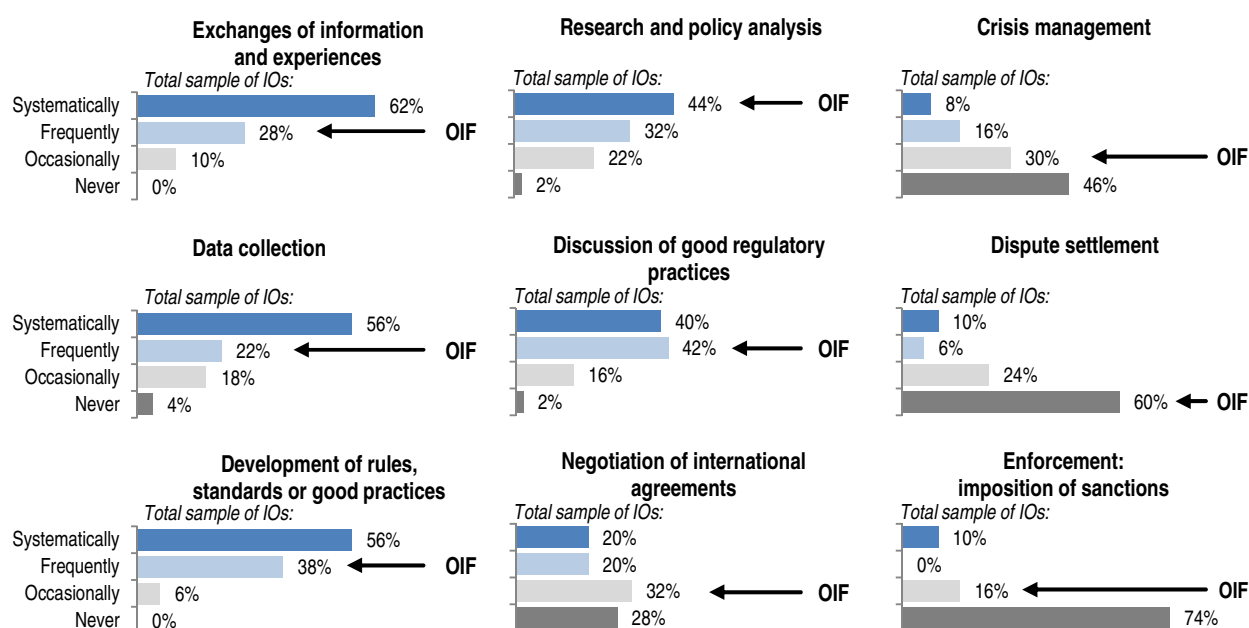 Exchanges of information
and experiences
Total sample of IOs:
Systematically 62%
Frequently 28% OIF
Occasionally 10%
Never 0%
Research and policy analysis
Total sample of IOs:
44% OIF
32%
22%
2%
Crisis management
Total sample of IOs:
8%
16%
30% OIF
46%
Data collection
Total sample of IOs:
Systematically 56%
Frequently 22% OIF
Occasionally 18%
Never 4%
Discussion of good regulatory
practices
Total sample of IOs:
40%
42% OIF
16%
2%
Dispute settlement
Total sample of IOs:
10%
6%
24%
60% OIF
Development of rules,
standards or good practices
Total sample of IOs:
Systematically 56%
Frequently 38% OIF
Occasionally 6%
Never 0%
Negotiation of international
agreements
Total sample of IOs:
20%
20%
32% OIF
28%
Enforcement:
imposition of sanctions
Total sample of IOs:
10%
0%
16% OIF
74%